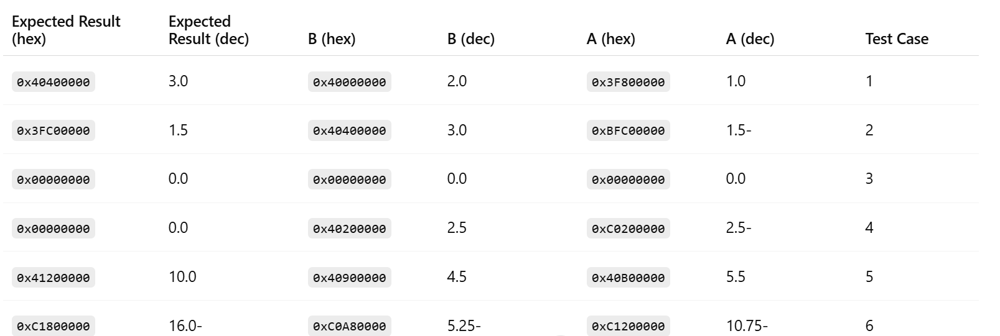 Expected Result (hex) Expected Result (dec) B (hex) B (dec) A (hex) A (dec) Test Case
0x40400000 3.0 0x40000000 2.0 0x3F800000 1.0 1
0x3FC00000 1.5 0x40400000 3.0 0xBFC00000 1.5- 2
0x00000000 0.0 0x00000000 0.0 0x00000000 0.0 3
0x00000000 0.0 0x40200000 2.5 0xC0200000 2.5- 4
0x41200000 10.0 0x40900000 4.5 0x40B00000 5.5 5
0xC1800000 16.0- 0xC0A80000 5.25- 0xC1200000 10.75- 6